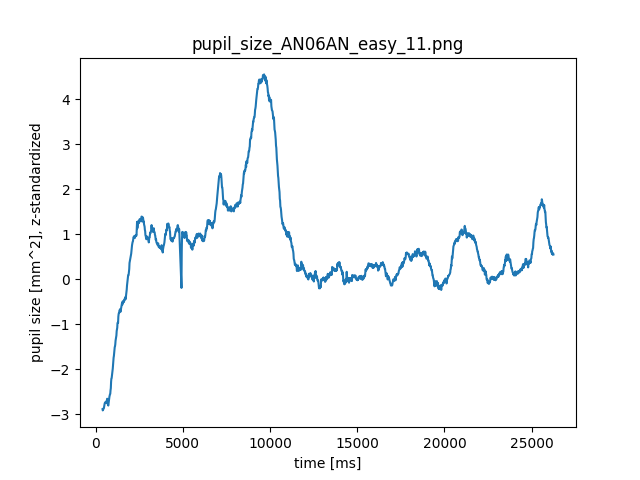 pupil_size_AN06AN_easy_11.png
pupil size [mm^2], z-standardized
4
3
2
1
0
−1
−2
−3
0 5000 10000 15000 20000 25000
time [ms]